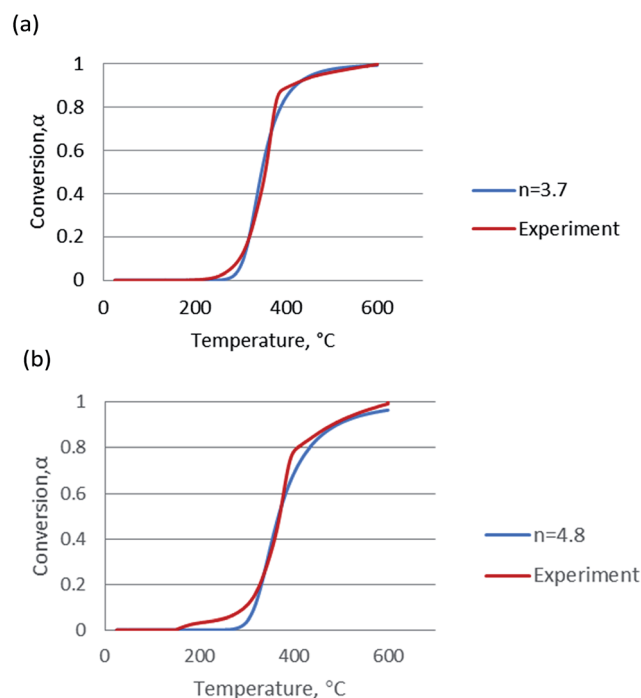 (a)
1
0.8
0.6
0.4
0.2
0
Conversion,α
0 200 400 600
Temperature, °C
n=3.7
Experiment
(b)
1
0.8
0.6
0.4
0.2
0
Conversion,α
0 200 400 600
Temperature, °C
n=4.8
Experiment